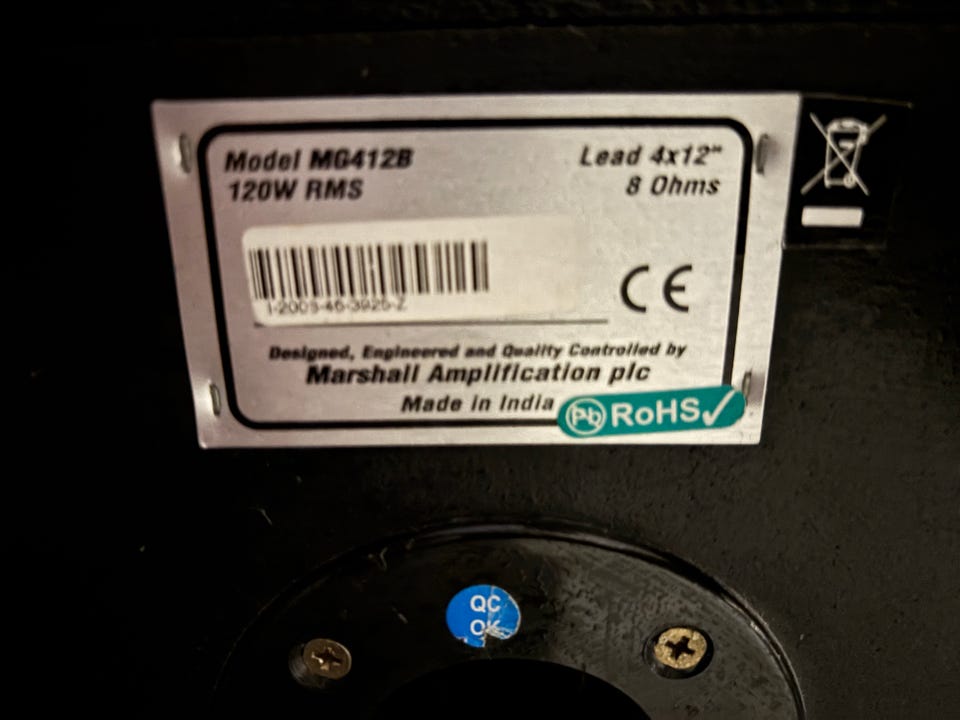 Model MG412B
120W RMS
Lead 4x12"
8 Ohms
CE
Designed, Engineered and Quality Controlled by
Marshall Amplification plc
Made in India
Pb RoHS✓
QC
OK